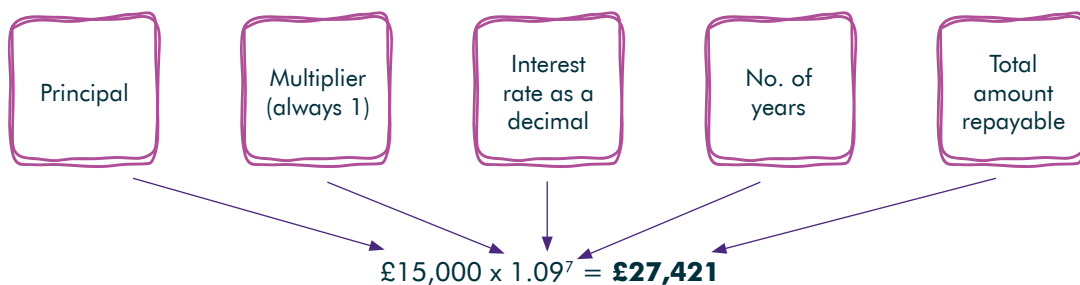 Principal
Multiplier
(always 1)
Interest
rate as a
decimal
No. of
years
Total
amount
repayable
£15,000 x 1.09⁷ = £27,421